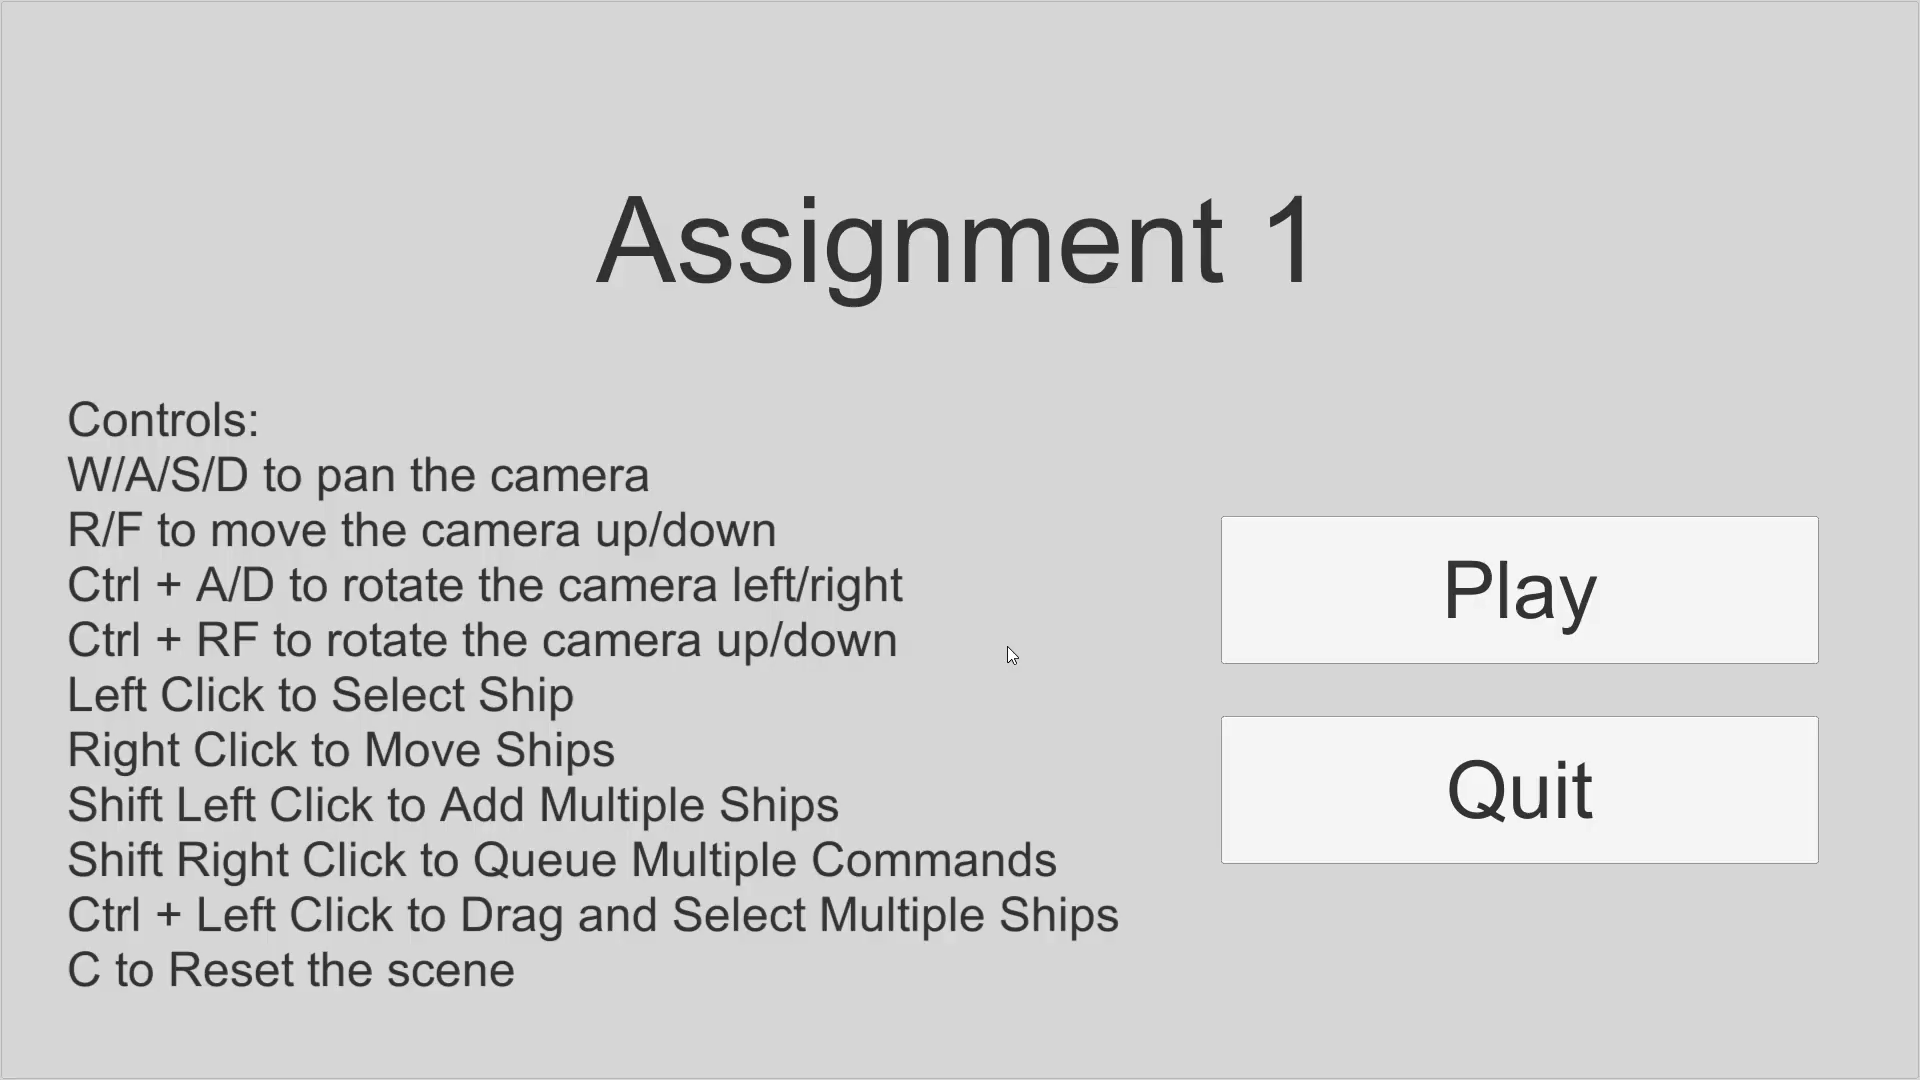 Assignment 1
Controls:
W/A/S/D to pan the camera
R/F to move the camera up/down
Ctrl + A/D to rotate the camera left/right
Ctrl + RF to rotate the camera up/down
Left Click to Select Ship
Right Click to Move Ships
Shift Left Click to Add Multiple Ships
Shift Right Click to Queue Multiple Commands
Ctrl + Left Click to Drag and Select Multiple Ships
C to Reset the scene
Play
Quit